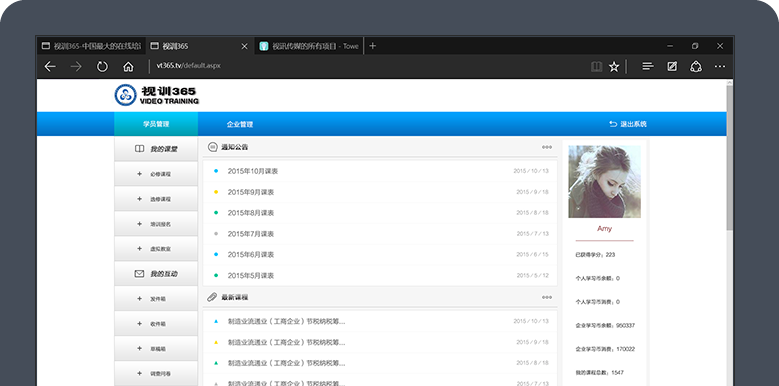 视训365-中国最大的在线培训
视训365
视讯传媒的所有项目 - Towe
vt365.tv/default.aspx
视训365
VIDEO TRAINING
学员管理
企业管理
退出系统
我的课堂
必修课程
选修课程
培训报名
虚拟教室
我的互动
发件箱
收件箱
草稿箱
调查问卷
通知公告
2015年10月课表 2015/10/13
2015年9月课表 2015/9/18
2015年8月课表 2015/8/18
2015年7月课表 2015/7/13
2015年6月课表 2015/6/15
2015年5月课表 2015/5/12
最新课程
制造业流通业（工商企业）节税纳税筹... 2015/10/13
制造业流通业（工商企业）节税纳税筹... 2015/9/18
制造业流通业（工商企业）节税纳税筹... 2015/8/18
制造业流通业（工商企业）节税纳税筹... 2015/7/13
Amy
已获得学分：223
个人学习币余额：0
个人学习币消费：0
企业学习币余额：950337
企业学习币消费：170022
我的课程总数：1547